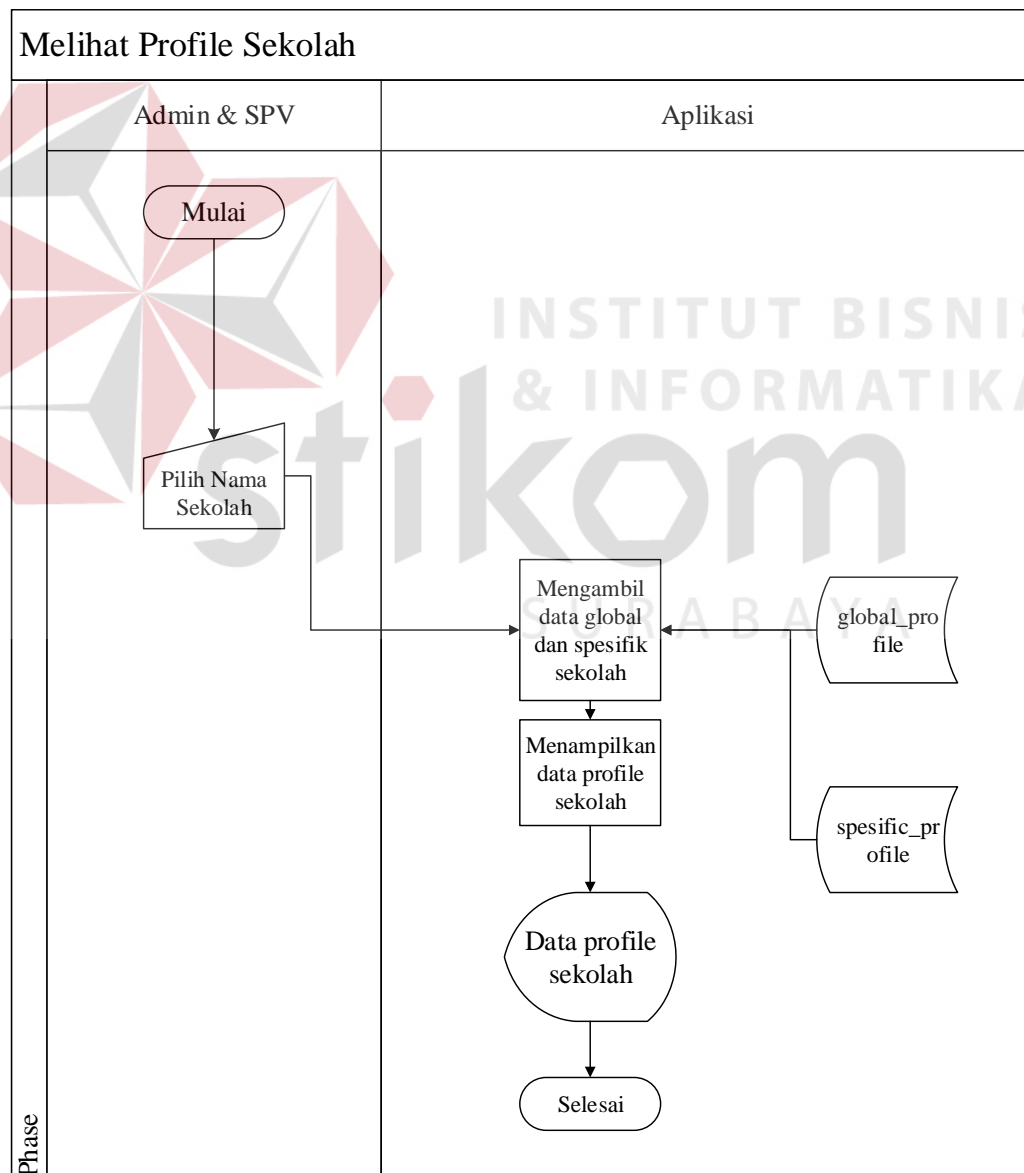 Melihat Profile Sekolah
Admin & SPV
Aplikasi
Mulai
INSTITUT BISNIS
& INFORMATIKA
stikom
SURABAYA
Pilih Nama
Sekolah
Mengambil
data global
dan spesifik
sekolah
global_pro
file
Menampilkan
data profile
sekolah
spesific_pr
ofile
Data profile
sekolah
Selesai
Phase